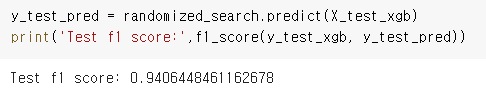 y_test_pred = randomized_search.predict(X_test_xgb)
print('Test f1 score:',f1_score(y_test_xgb, y_test_pred))
Test f1 score: 0.9406448461162678